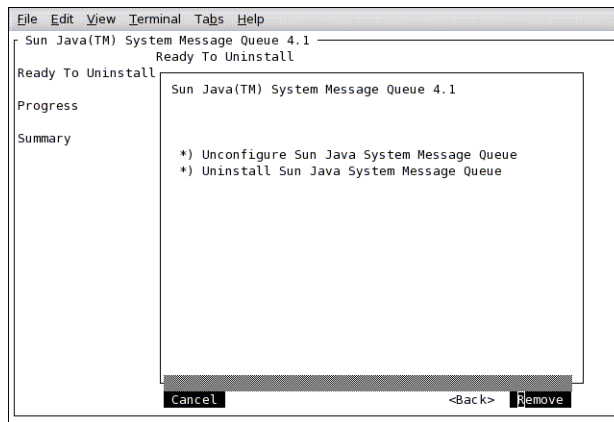 File Edit View Terminal Tabs Help
Sun Java(TM) System Message Queue 4.1
Ready To Uninstall
Ready To Uninstall
Sun Java(TM) System Message Queue 4.1
Progress
Summary
*) Unconfigure Sun Java System Message Queue
*) Uninstall Sun Java System Message Queue
Cancel <Back> Remove